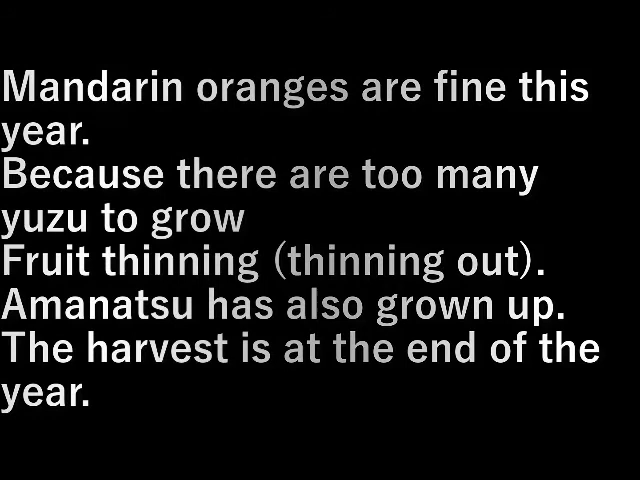 Mandarin oranges are fine this
year.
Because there are too many
yuzu to grow
Fruit thinning (thinning out).
Amanatsu has also grown up.
The harvest is at the end of the
year.